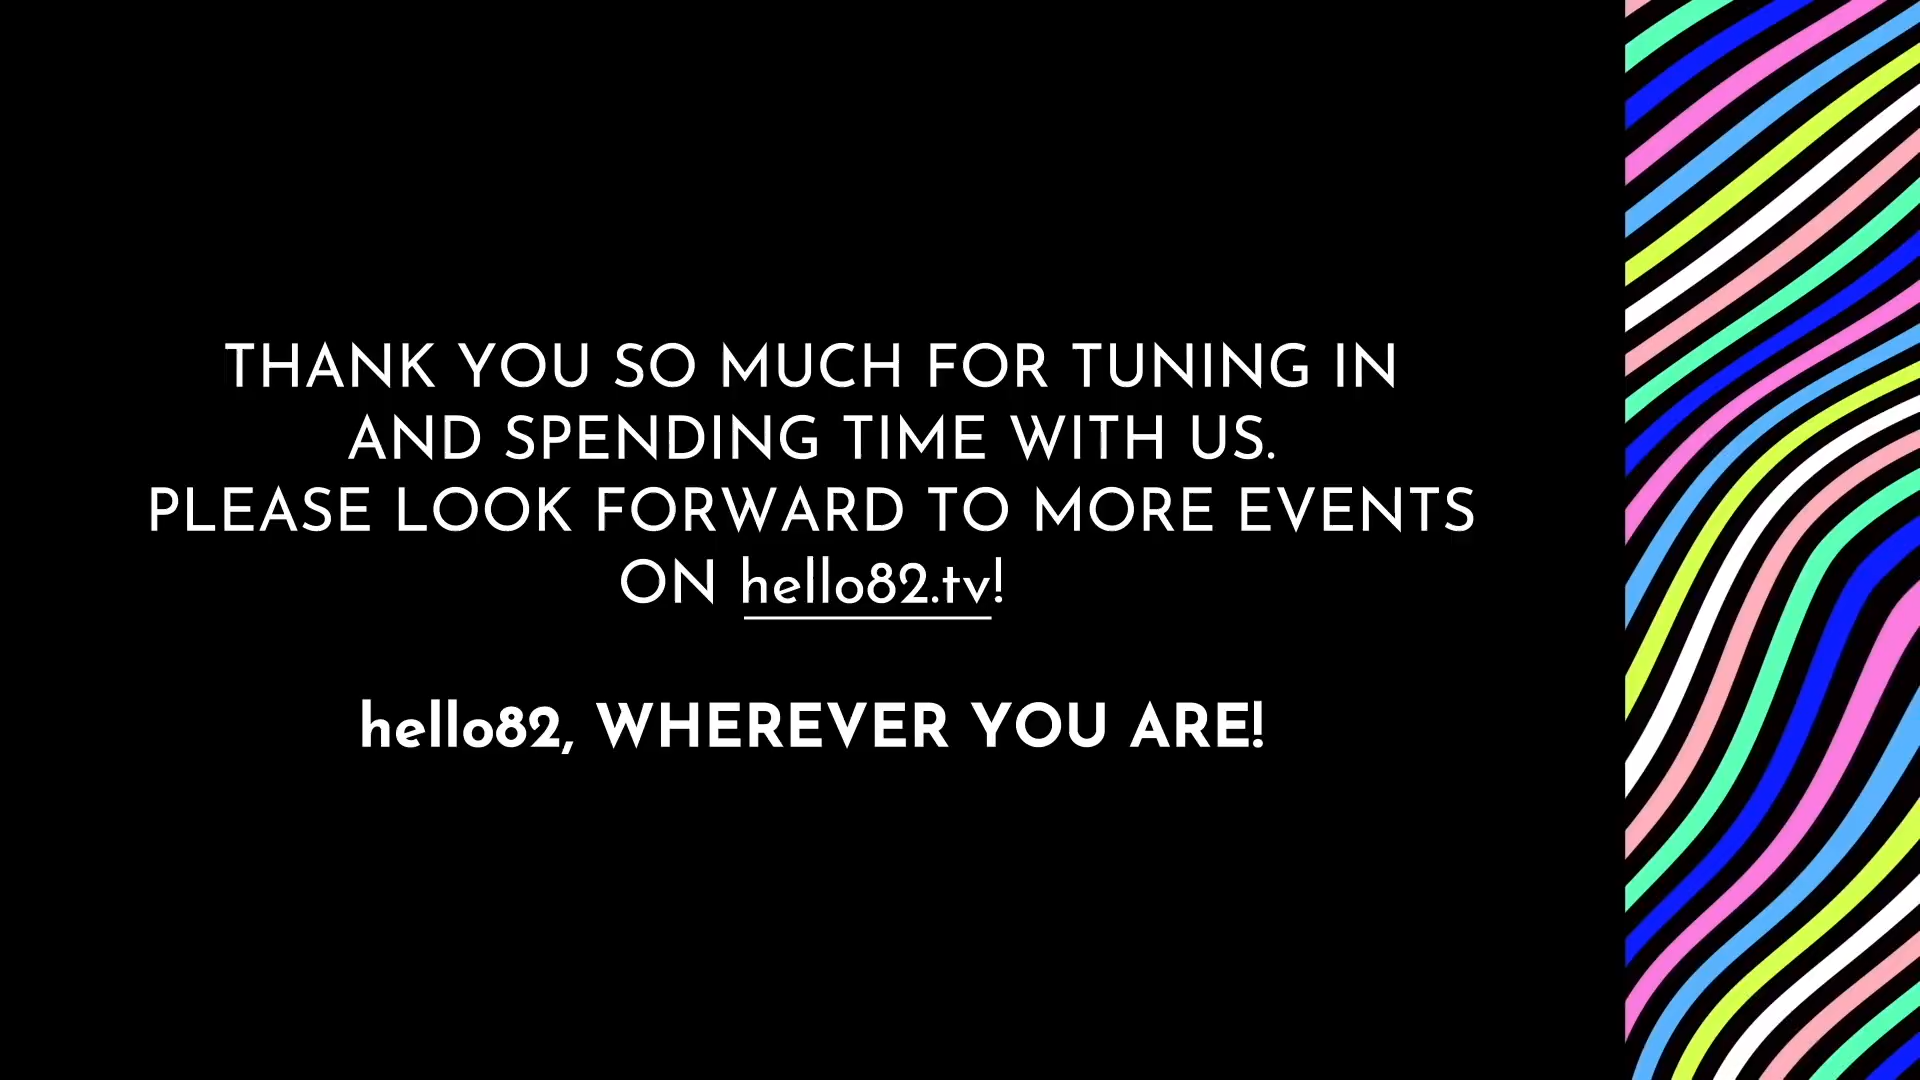 THANK YOU SO MUCH FOR TUNING IN
AND SPENDING TIME WITH US.
PLEASE LOOK FORWARD TO MORE EVENTS
ON hello82.tv!
hello82, WHEREVER YOU ARE!